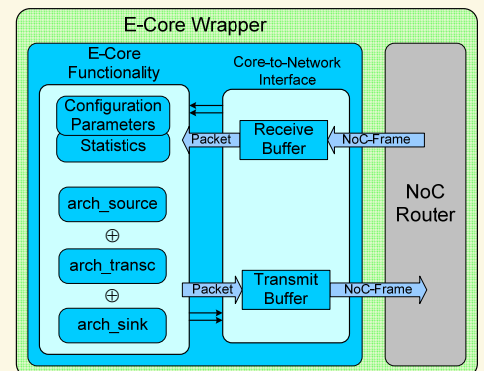 E-Core Wrapper
E-Core
Functionality
Core-to-Network
Interface
Configuration
Parameters
Statistics
Packet
Receive
Buffer
NoC-Frame
NoC
Router
arch_source
⊕
arch_transc
⊕
arch_sink
Packet
Transmit
Buffer
NoC-Frame